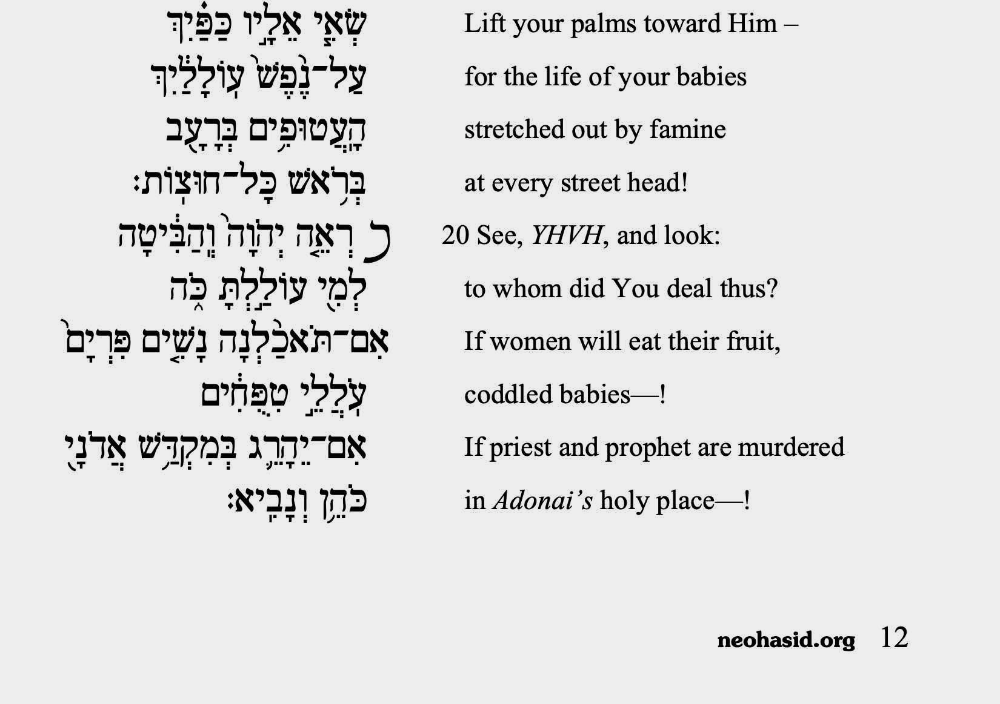 שְׂאִ֧י אֵלָ֣יו כַּפַּ֗יִךְ Lift your palms toward Him –
עַל־נֶ֙פֶשׁ֙ עֽוֹלָלַ֔יִךְ for the life of your babies
הָעֲטוּפִ֥ים בְּרָעָ֖ב stretched out by famine
בְּרֹ֥אשׁ כָּל־חוּצֽוֹת׃ at every street head!
כ רְאֵ֤ה יְהֹוָה֙ וְֽהַבִּ֔יטָה 20 See, YHVH, and look:
לְמִ֖י עוֹלַ֣לְתָּ כֹּ֑ה to whom did You deal thus?
אִם־תֹּאכַ֨לְנָה נָשִׁ֤ים פִּרְיָם֙ If women will eat their fruit,
עֹֽלְלֵ֣י טִפֻּחִ֔ים coddled babies—!
אִם־יֵהָרֵ֛ג בְּמִקְדַּ֥שׁ אֲדֹנָ֖י If priest and prophet are murdered
כֹּהֵ֥ן וְנָבִֽיא׃ in Adonai’s holy place—!
neohasid.org 12